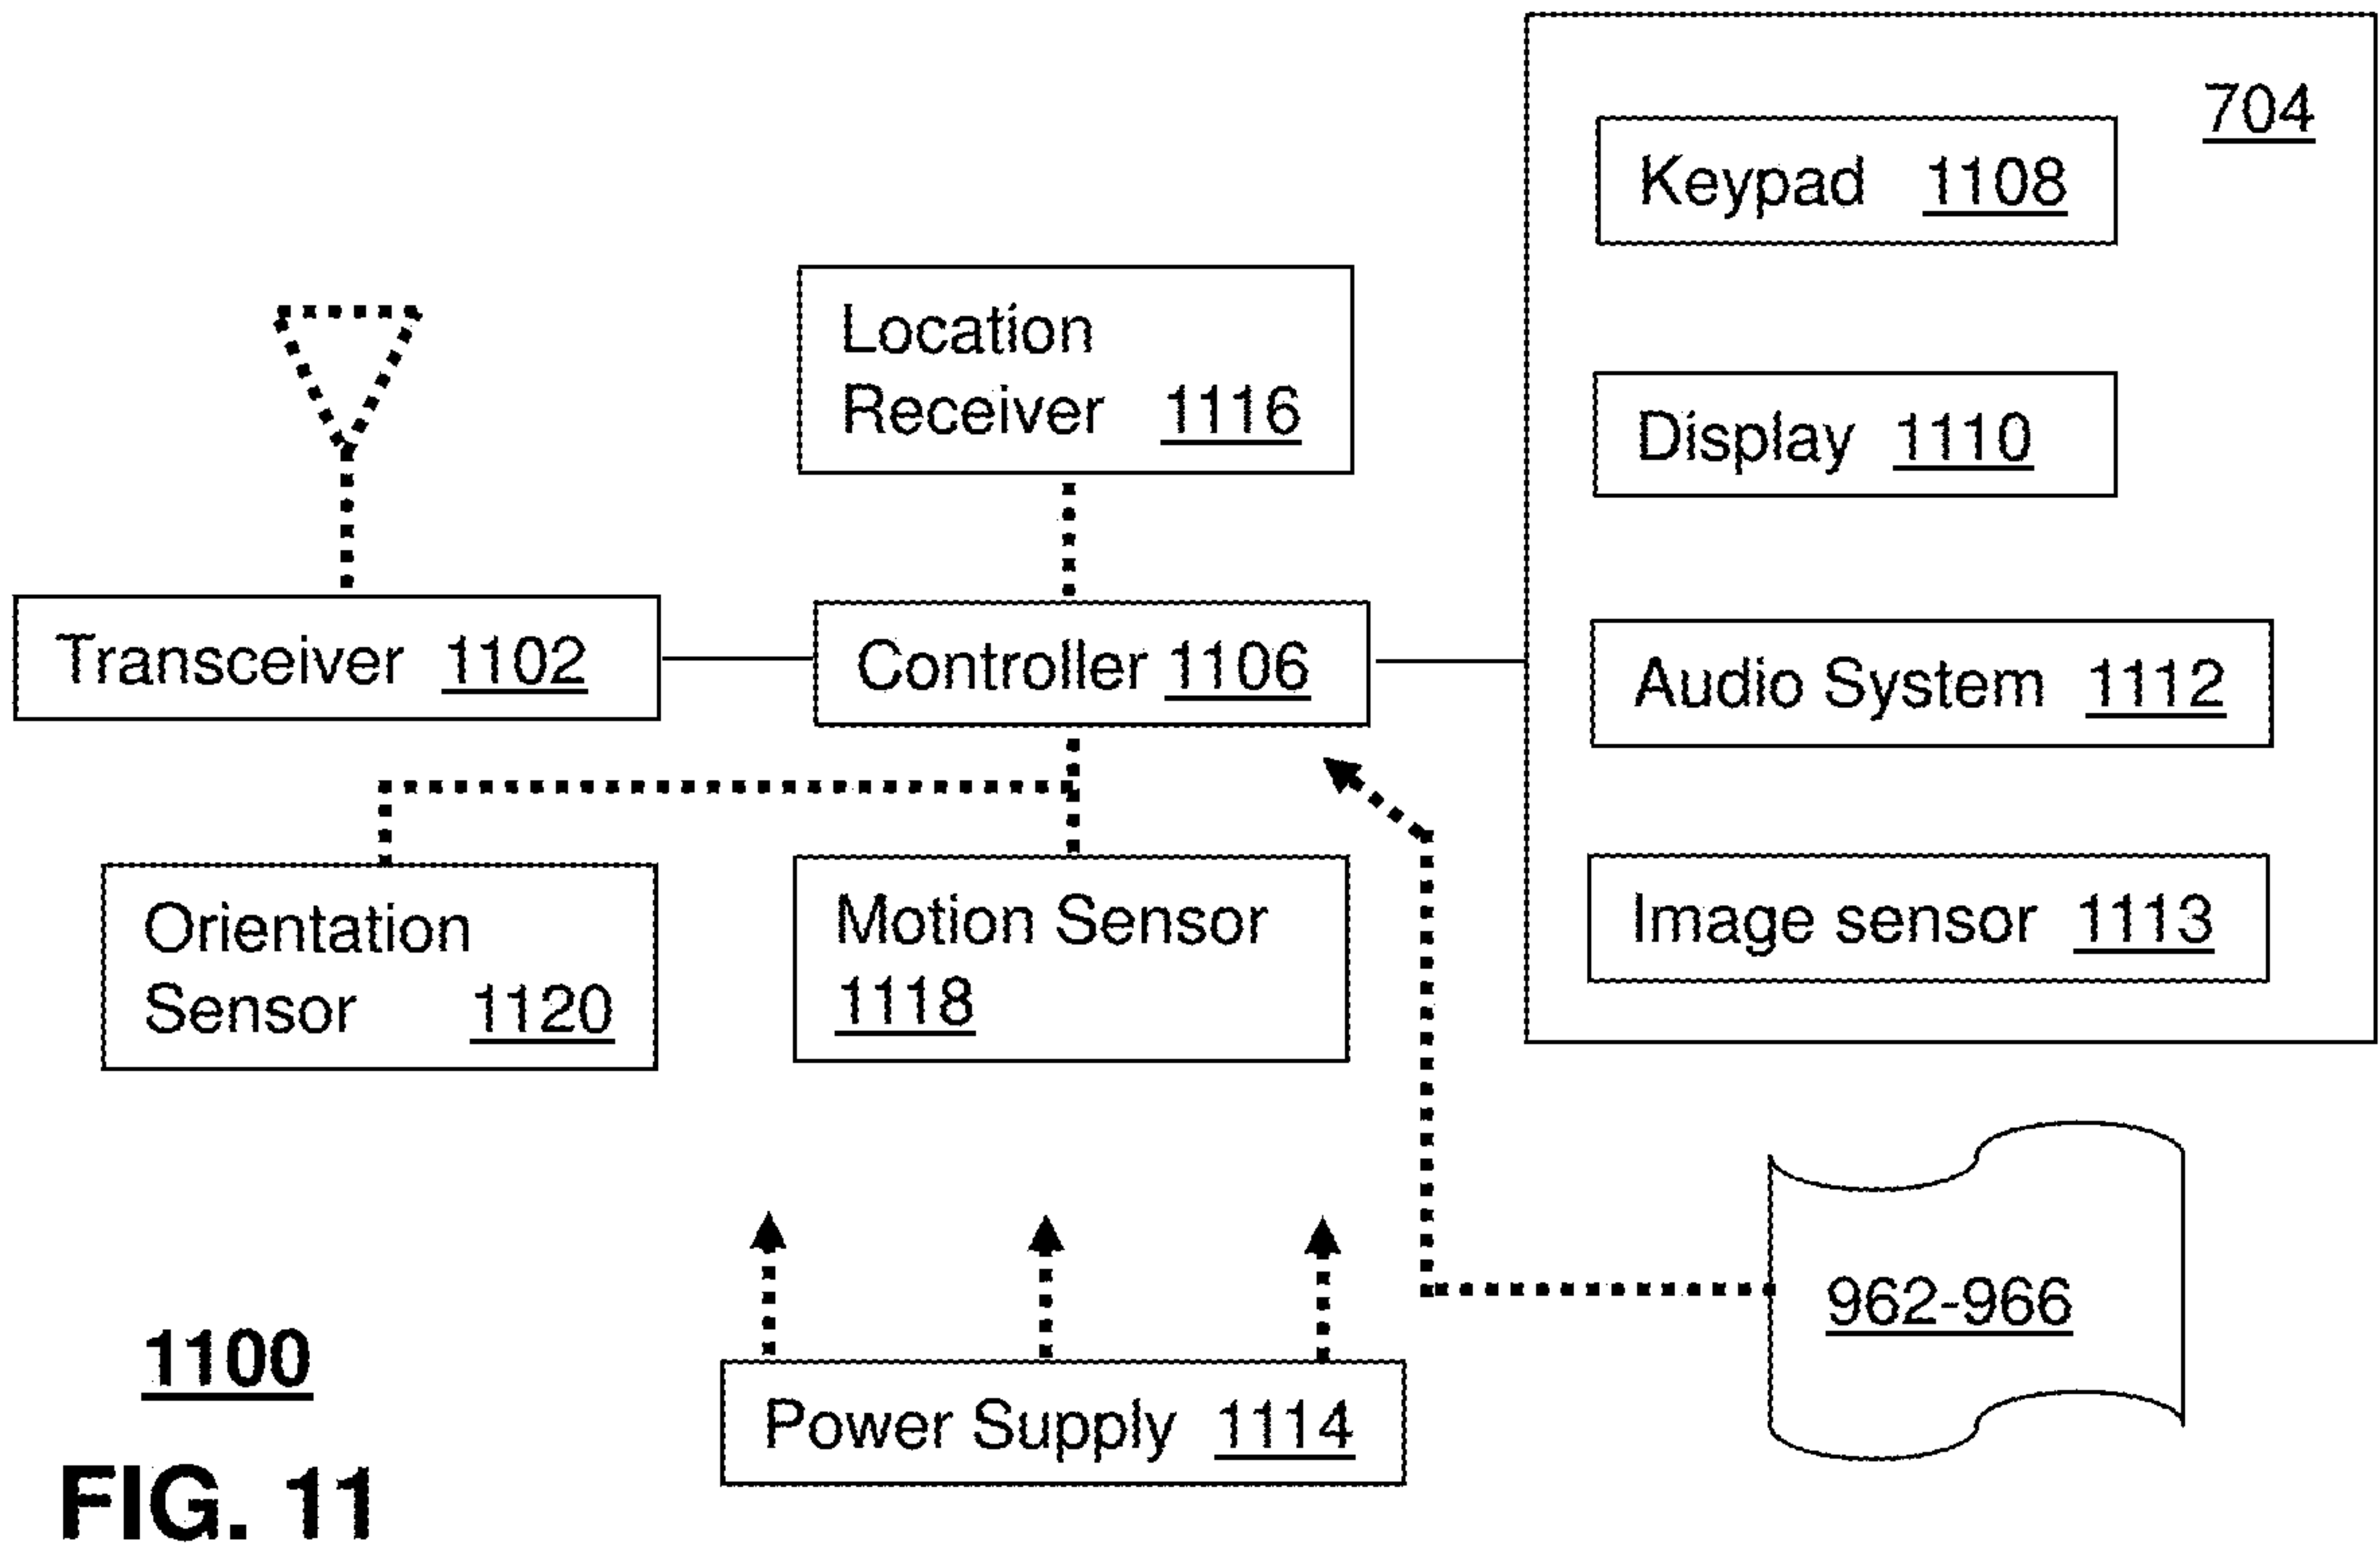 704
Keypad 1108
Location
Receiver 1116
Display 1110
Transceiver 1102
Controller 1106
Audio System 1112
Orientation
Sensor 1120
Motion Sensor
1118
Image sensor 1113
962-966
Power Supply 1114
1100
FIG. 11